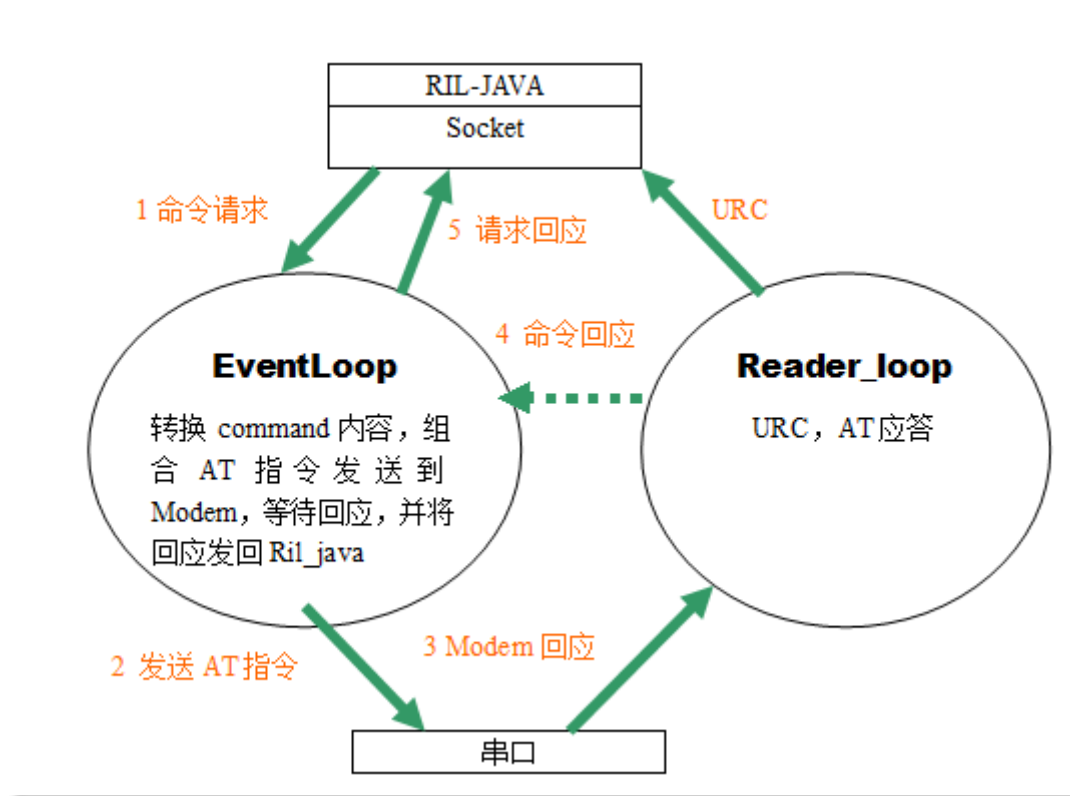 RIL-JAVA
Socket
1 命令请求
5 请求回应
URC
4 命令回应
EventLoop
转换 command 内容，组
合 AT 指令发送到
Modem，等待回应，并将
回应发回 Ril_java
Reader_loop
URC，AT应答
2 发送 AT指令
3 Modem 回应
串口